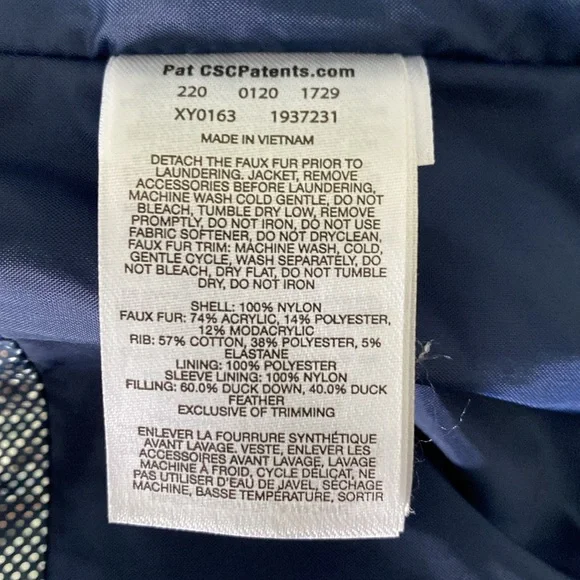 Pat CSCPatents.com
220 0120 1729
XY0163 1937231
MADE IN VIETNAM
DETACH THE FAUX FUR PRIOR TO
LAUNDERING. JACKET, REMOVE
ACCESSORIES BEFORE LAUNDERING,
MACHINE WASH COLD GENTLE, DO NOT
BLEACH, TUMBLE DRY LOW, REMOVE
PROMPTLY, DO NOT IRON, DO NOT USE
FABRIC SOFTENER, DO NOT DRYCLEAN,
FAUX FUR TRIM: MACHINE WASH, COLD,
GENTLE CYCLE, WASH SEPARATELY, DO
NOT BLEACH, DRY FLAT, DO NOT TUMBLE
DRY, DO NOT IRON
SHELL: 100% NYLON
FAUX FUR: 74% ACRYLIC, 14% POLYESTER,
12% MODACRYLIC
RIB: 57% COTTON, 38% POLYESTER, 5%
ELASTANE
LINING: 100% POLYESTER
SLEEVE LINING: 100% NYLON
FILLING: 60.0% DUCK DOWN, 40.0% DUCK
FEATHER
EXCLUSIVE OF TRIMMING
ENLEVER LA FOURRURE SYNTHÉTIQUE
AVANT LAVAGE. VESTE, ENLEVER LES
ACCESSOIRES AVANT LAVAGE, LAVAGE
MACHINE À FROID, CYCLE DÉLICAT, NE
PAS UTILISER D'EAU DE JAVEL, SÉCHAGE
MACHINE, BASSE TEMPÉRATURE, SORTIR